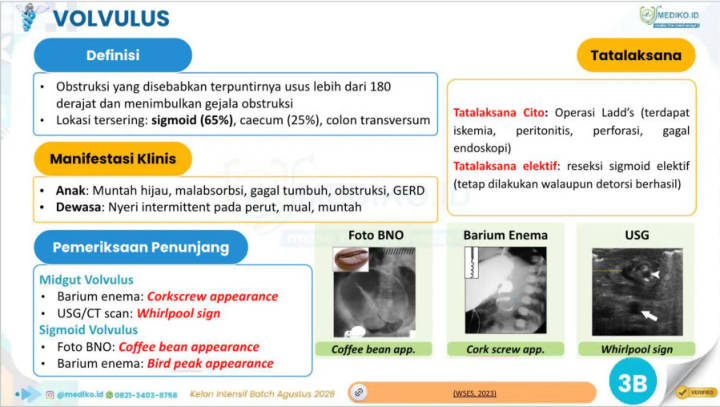 VOLVULUS
MEDIKO.ID
Definisi
• Obstruksi yang disebabkan terpuntirnya usus lebih dari 180
derajat dan menimbulkan gejala obstruksi
• Lokasi tersering: sigmoid (65%), caecum (25%), colon transversum
Manifestasi Klinis
• Anak: Muntah hijau, malabsorbsi, gagal tumbuh, obstruksi, GERD
• Dewasa: Nyeri intermittent pada perut, mual, muntah
Pemeriksaan Penunjang
Midgut Volvulus
• Barium enema: Corkscrew appearance
• USG/CT scan: Whirlpool sign
Sigmoid Volvulus
• Foto BNO: Coffee bean appearance
• Barium enema: Bird peak appearance
Tatalaksana
Tatalaksana Cito: Operasi Ladd's (terdapat
iskemia, peritonitis, perforasi, gagal
endoskopi)
Tatalaksana elektif: reseksi sigmoid elektif
(tetap dilakukan walaupun detorsi berhasil)
Foto BNO
Barium Enema
USG
Coffee bean app.
Cork screw app.
Whirlpool sign
@mediko.id
0821-3403-8758
Kelan Intensif Batch Agustus 2026
(WSES, 2023)
3B
VERIFIED